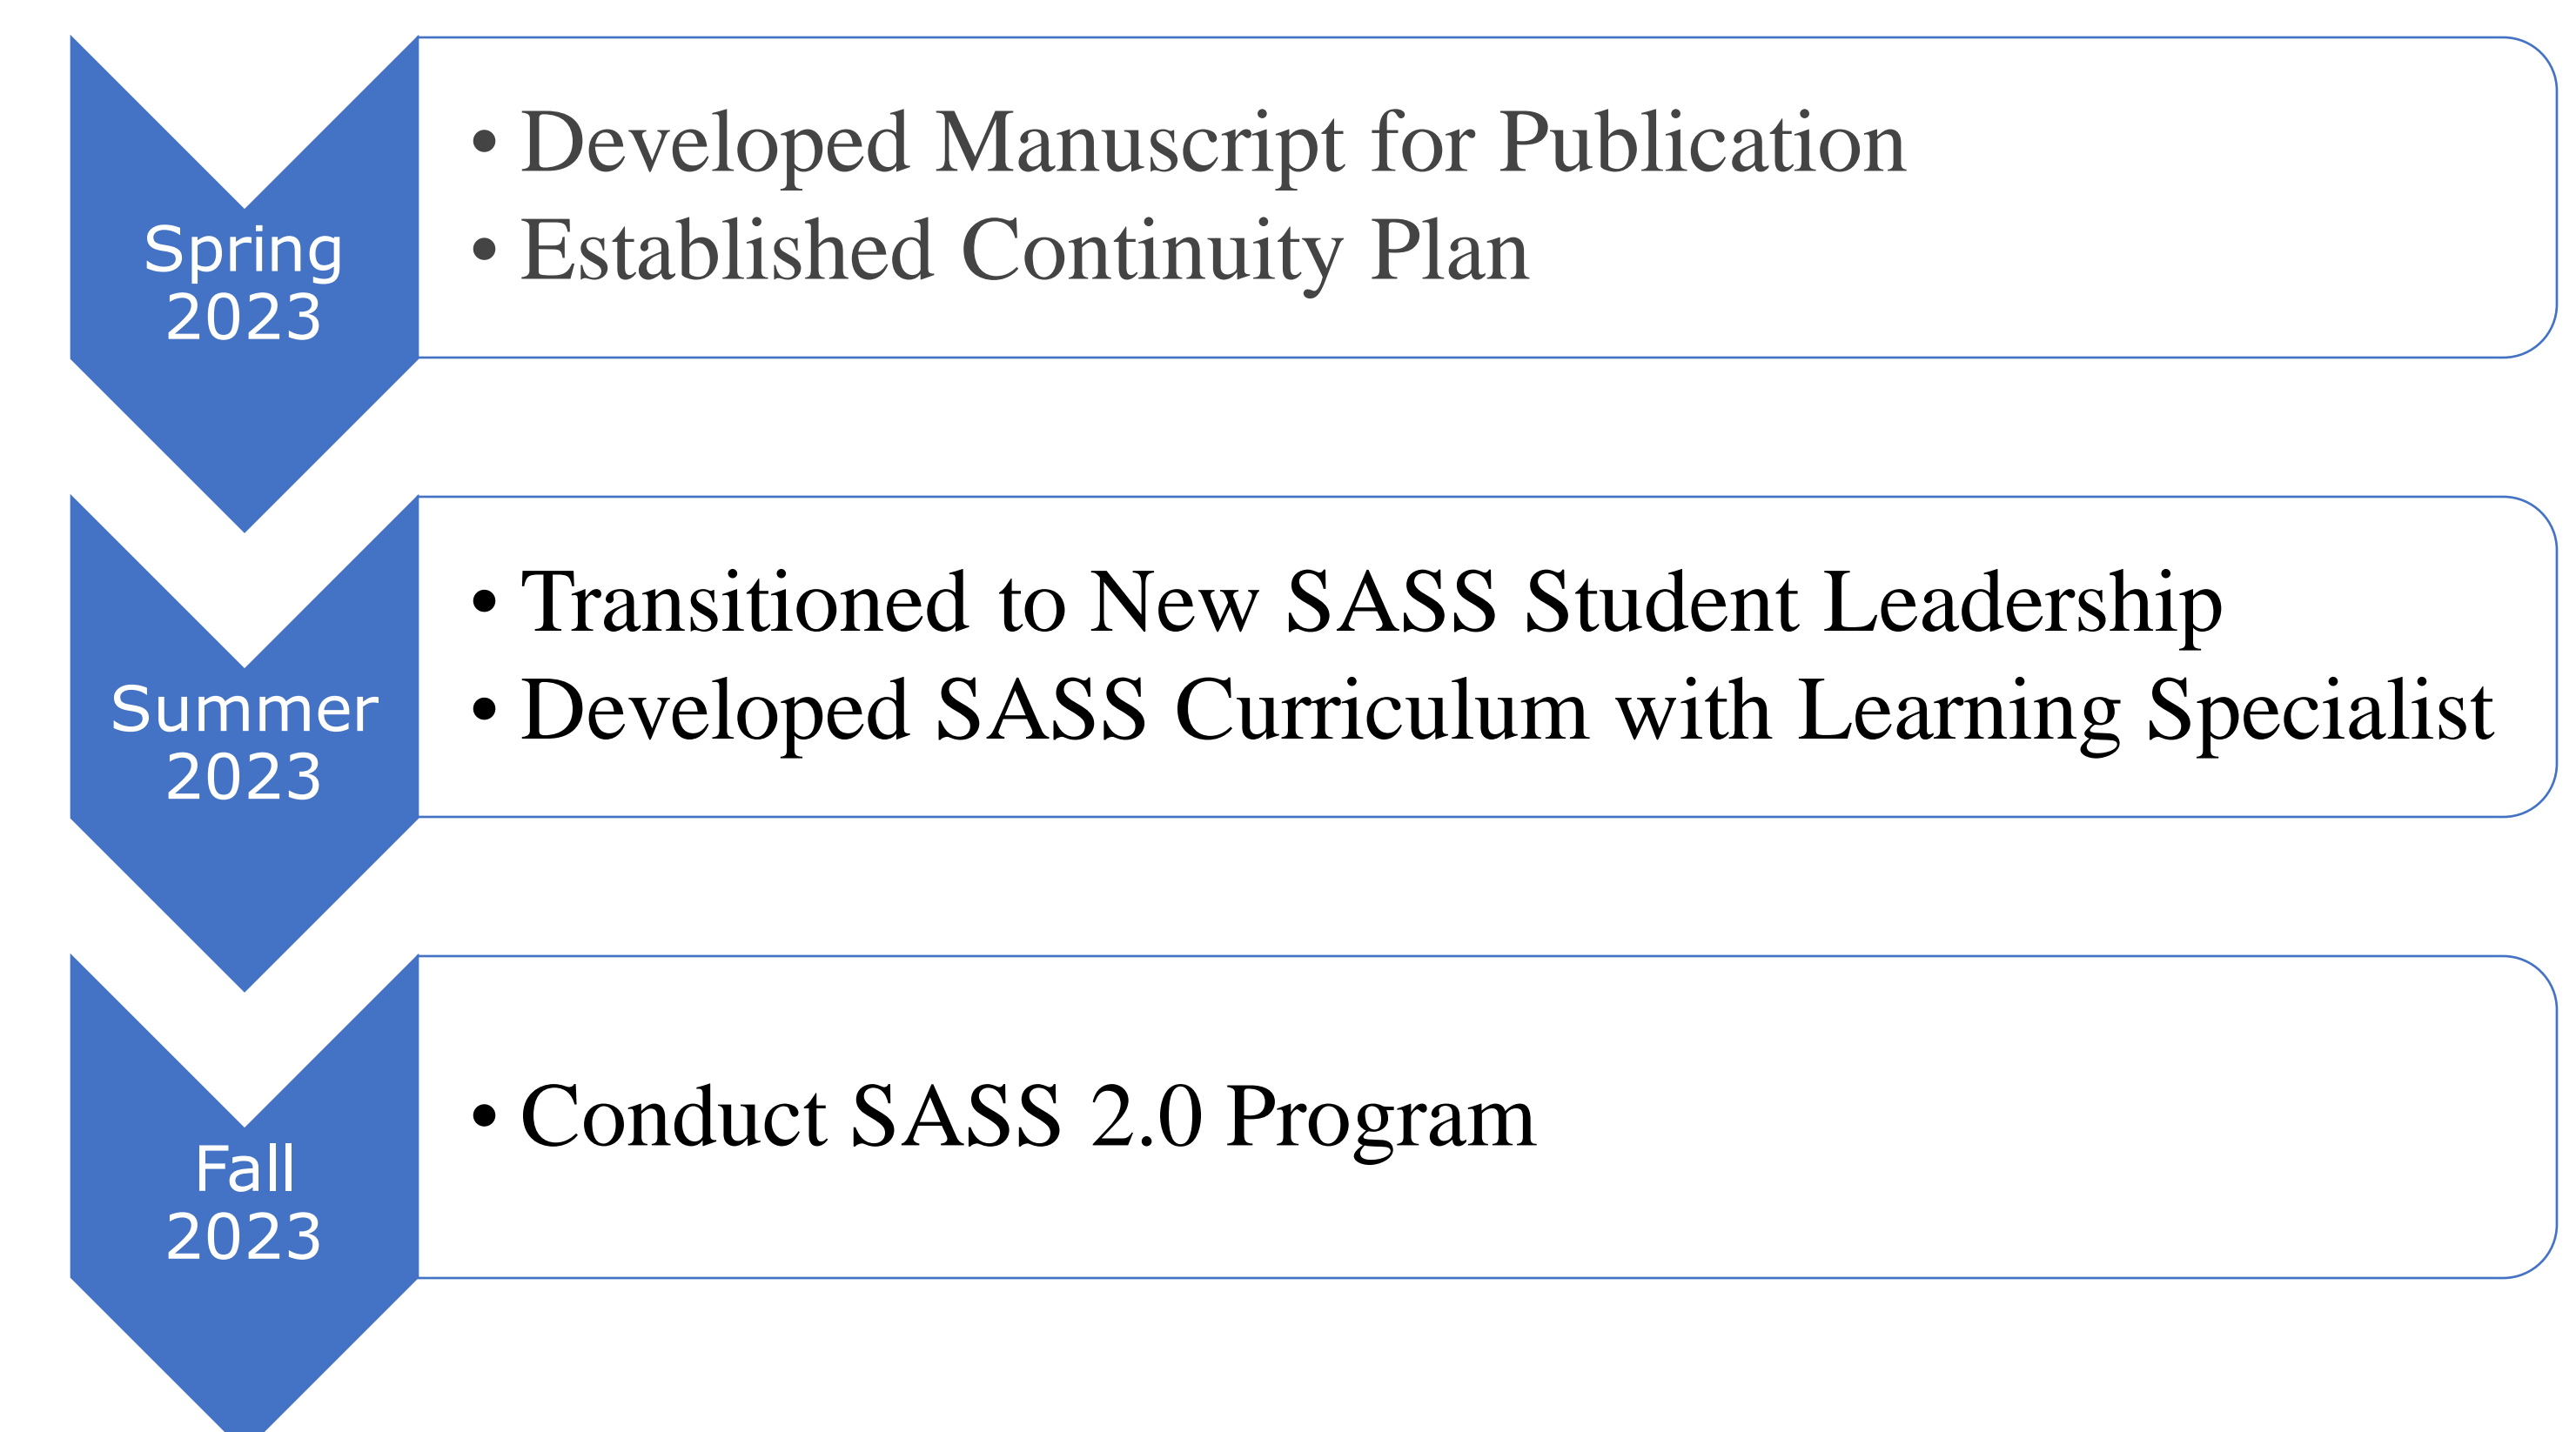 Spring
2023
• Developed Manuscript for Publication
• Established Continuity Plan
Summer
2023
• Transitioned to New SASS Student Leadership
• Developed SASS Curriculum with Learning Specialist
Fall
2023
• Conduct SASS 2.0 Program